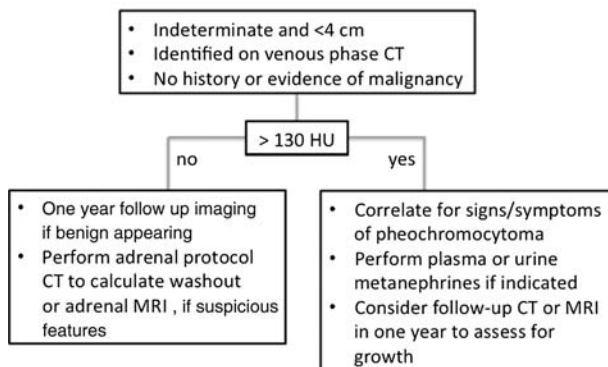 • Indeterminate and <4 cm
• Identified on venous phase CT
• No history or evidence of malignancy
> 130 HU
no
yes
• One year follow up imaging
if benign appearing
• Perform adrenal protocol
CT to calculate washout
or adrenal MRI , if suspicious
features
• Correlate for signs/symptoms
of pheochromocytoma
• Perform plasma or urine
metanephrines if indicated
• Consider follow-up CT or MRI
in one year to assess for
growth